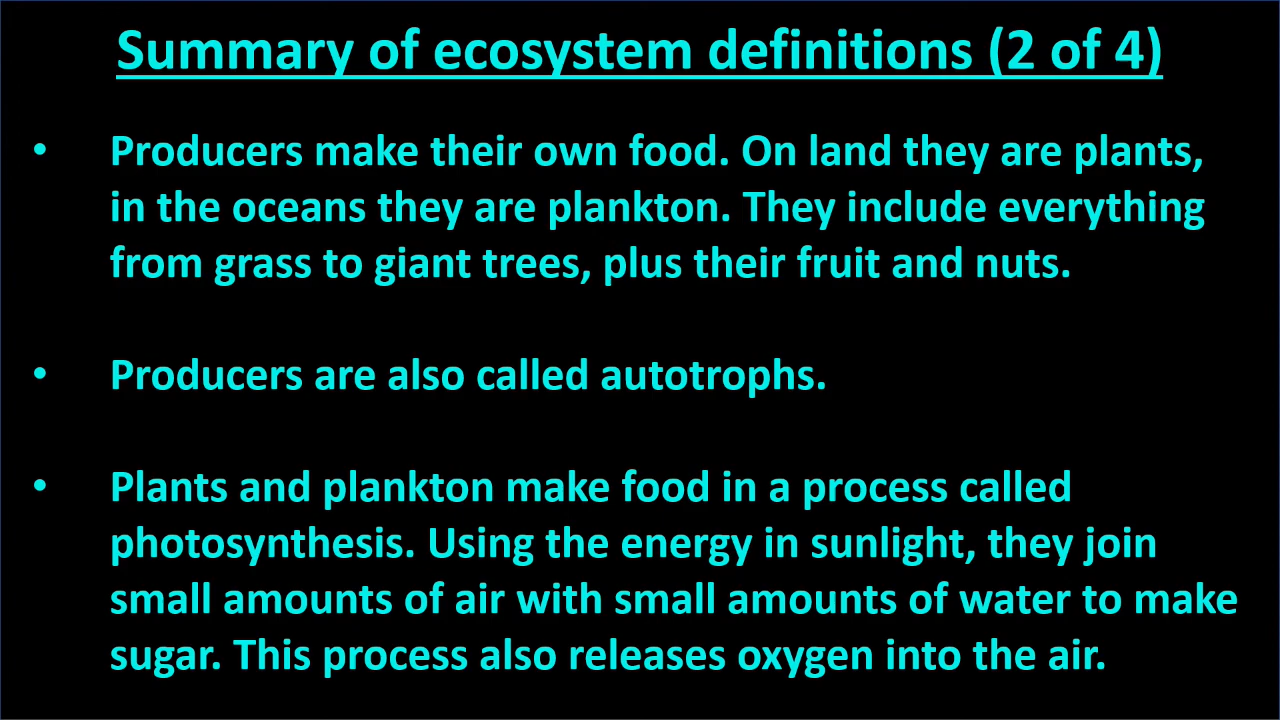 Summary of ecosystem definitions (2 of 4)
• Producers make their own food. On land they are plants,
in the oceans they are plankton. They include everything
from grass to giant trees, plus their fruit and nuts.
• Producers are also called autotrophs.
• Plants and plankton make food in a process called
photosynthesis. Using the energy in sunlight, they join
small amounts of air with small amounts of water to make
sugar. This process also releases oxygen into the air.